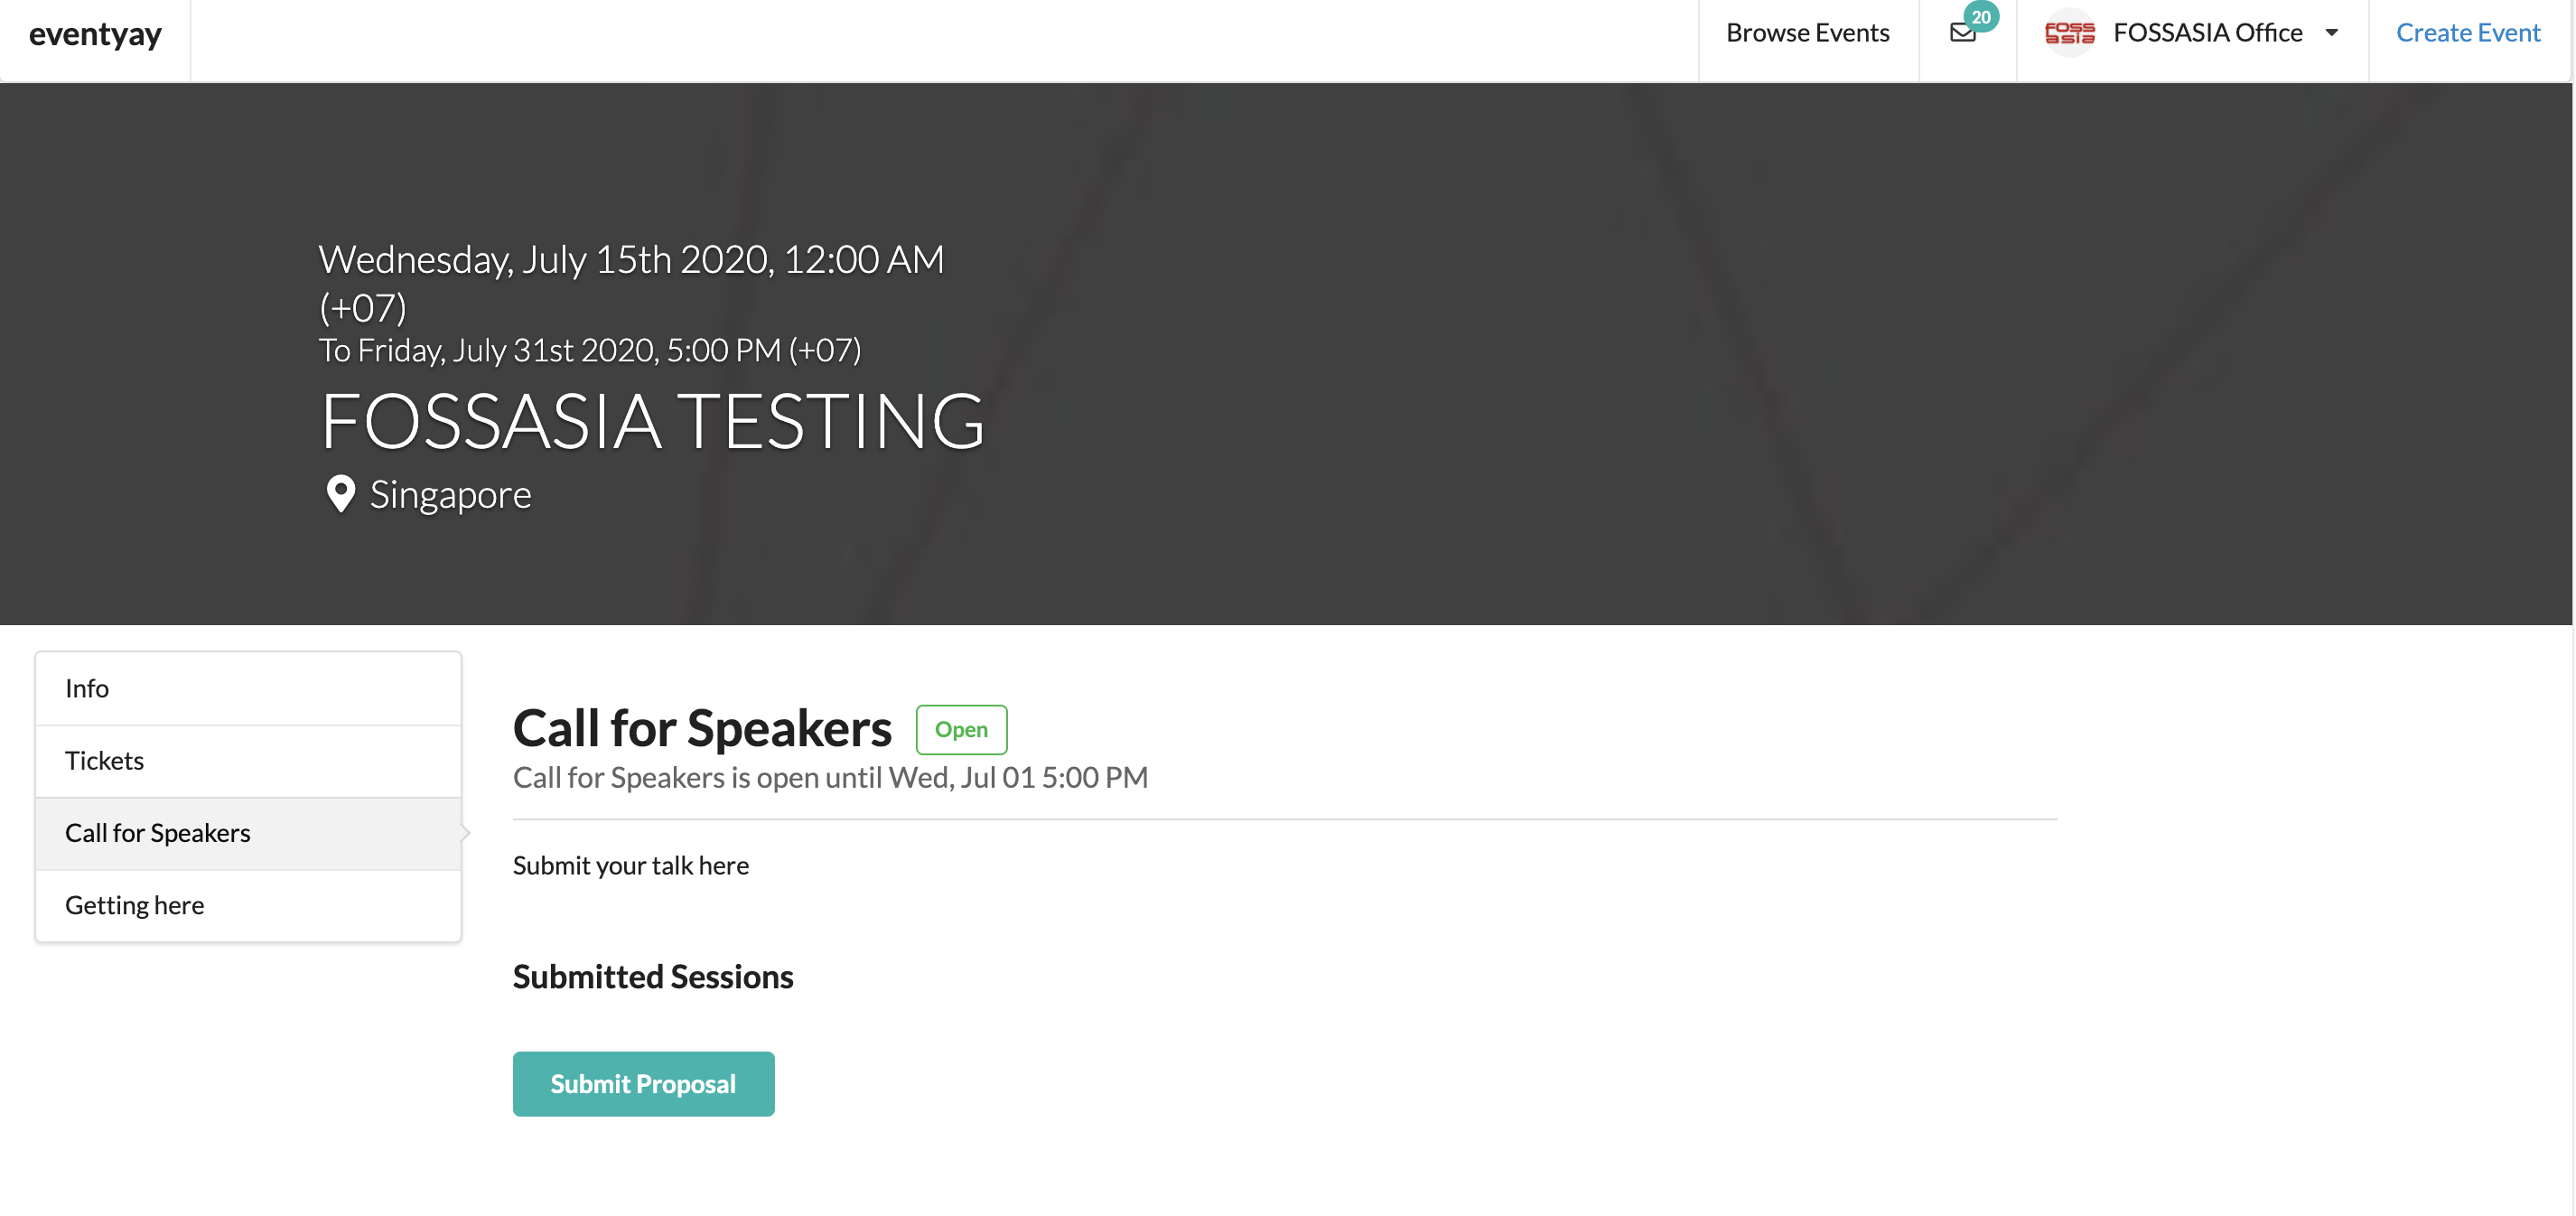 eventyay
Browse Events
20
FOSS ASIA
FOSSASIA Office
Create Event
Wednesday, July 15th 2020, 12:00 AM
(+07)
To Friday, July 31st 2020, 5:00 PM (+07)
FOSSASIA TESTING
Singapore
Info
Tickets
Call for Speakers
Getting here
Call for Speakers
Open
Call for Speakers is open until Wed, Jul 01 5:00 PM
Submit your talk here
Submitted Sessions
Submit Proposal